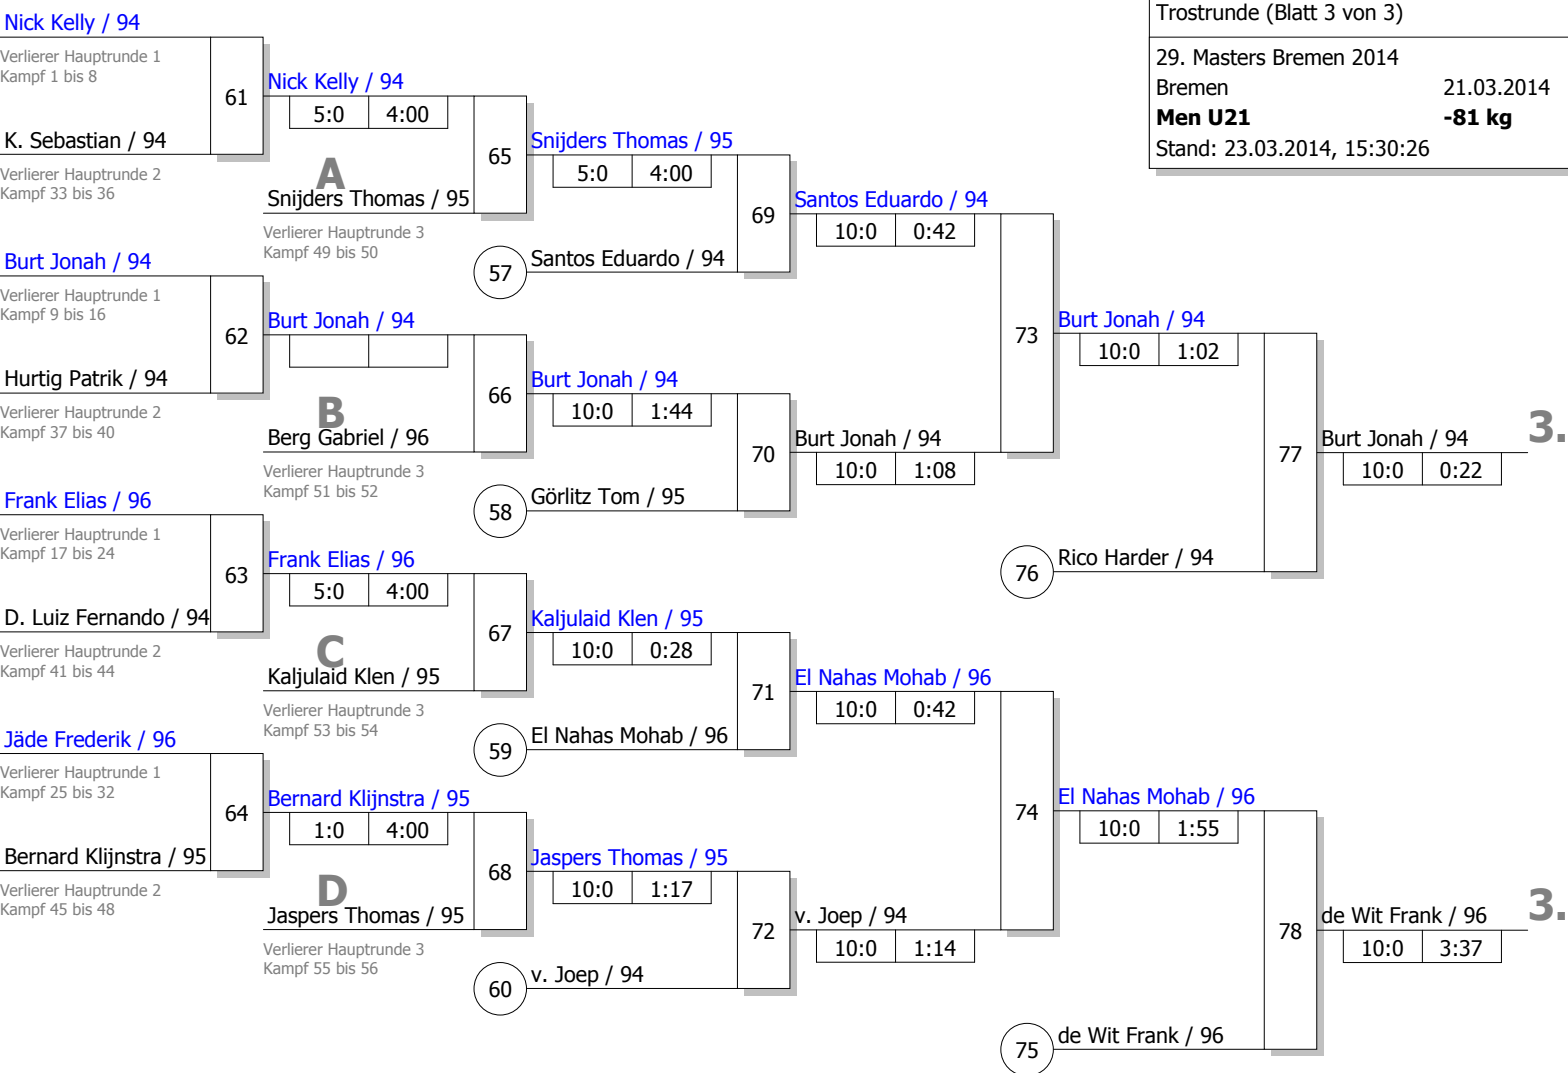 Trostrunde (Blatt 3 von 3)
29. Masters Bremen 2014
Bremen 21.03.2014
Men U21 -81 kg
Stand: 23.03.2014, 15:30:26
Nick Kelly / 94
Verlierer Hauptrunde 1
Kampf 1 bis 8
61
K. Sebastian / 94
Verlierer Hauptrunde 2
Kampf 33 bis 36
Burt Jonah / 94
Verlierer Hauptrunde 1
Kampf 9 bis 16
62
Hurtig Patrik / 94
Verlierer Hauptrunde 2
Kampf 37 bis 40
Frank Elias / 96
Verlierer Hauptrunde 1
Kampf 17 bis 24
63
D. Luiz Fernando / 94
Verlierer Hauptrunde 2
Kampf 41 bis 44
Jäde Frederik / 96
Verlierer Hauptrunde 1
Kampf 25 bis 32
64
Bernard Klijnstra / 95
Verlierer Hauptrunde 2
Kampf 45 bis 48
Nick Kelly / 94
5:0 4:00
A
65
Snijders Thomas / 95
Verlierer Hauptrunde 3
Kampf 49 bis 50
Burt Jonah / 94
B
66
Berg Gabriel / 96
Verlierer Hauptrunde 3
Kampf 51 bis 52
Frank Elias / 96
5:0 4:00
C
67
Kaljulaid Klen / 95
Verlierer Hauptrunde 3
Kampf 53 bis 54
Bernard Klijnstra / 95
1:0 4:00
D
68
Jaspers Thomas / 95
Verlierer Hauptrunde 3
Kampf 55 bis 56
Snijders Thomas / 95
5:0 4:00
69
57 Santos Eduardo / 94
Burt Jonah / 94
10:0 1:44
70
58 Görlitz Tom / 95
Kaljulaid Klen / 95
10:0 0:28
71
59 El Nahas Mohab / 96
Jaspers Thomas / 95
10:0 1:17
72
60 v. Joep / 94
Santos Eduardo / 94
10:0 0:42
73
Burt Jonah / 94
10:0 1:08
El Nahas Mohab / 96
10:0 0:42
74
v. Joep / 94
10:0 1:14
Burt Jonah / 94
10:0 1:02
77
76 Rico Harder / 94
El Nahas Mohab / 96
10:0 1:55
78
75 de Wit Frank / 96
Burt Jonah / 94 3.
10:0 0:22
de Wit Frank / 96 3.
10:0 3:37